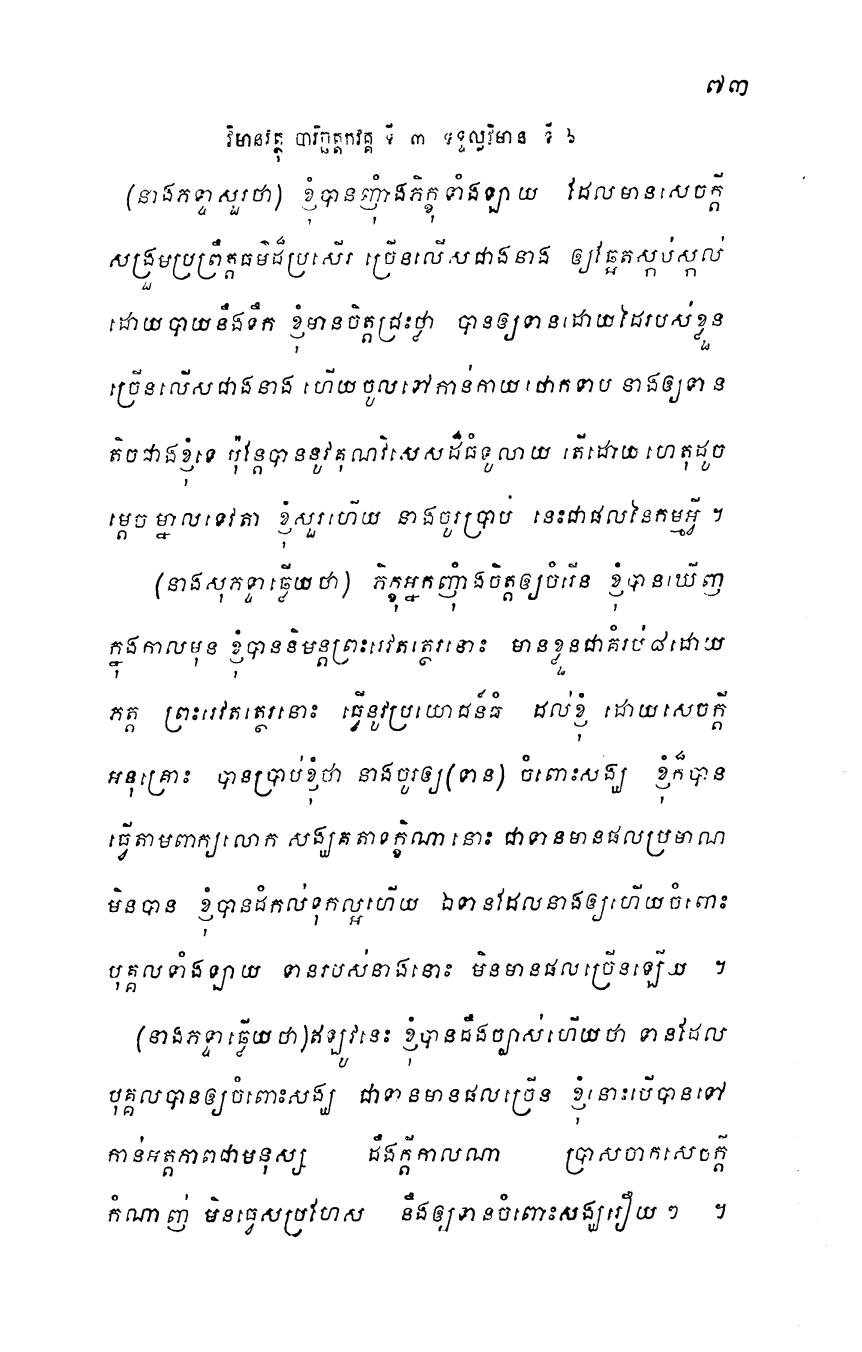 ៧៣
វិមានវត្ថុ បារិច្ឆត្តកវគ្គ ទី ៣ ទទ្ទល្លវិមាន ទី ៦
(នាងភទ្ទាសួរថា) ខ្ញុំបានញុំាងភិក្ខុទាំងឡាយ ដែលមានសេចក្តី
សង្រួមប្រព្រឹត្តធម៌ដ៏ប្រសើរ ច្រើនលើសជាងនាង ឲ្យឆ្អែតស្កប់ស្កល់
ដោយបាយនឹងទឹក ខ្ញុំមានចិត្តជ្រះថ្លា បានឲ្យទានដោយដៃរបស់ខ្លួន
ច្រើនលើសជាងនាង ហើយចូលទៅកាន់កាយថោកទាប នាងឲ្យទាន
តិចជាងខ្ញុំទេ ប៉ុន្តែបាននូវគុណវិសេសដ៏ធំទូលាយ តើដោយហេតុដូច
ម្តេច ម្នាលទេវតា ខ្ញុំសួរហើយ នាងចូរប្រាប់ នេះជាផលនៃកម្មអ្វី ។
(នាងសុភទ្ទាឆ្លើយថា) ភិក្ខុអ្នកញុំាងចិត្តឲ្យចំរើន ខ្ញុំបានឃើញ
ក្នុងកាលមុន ខ្ញុំបាននិមន្តព្រះរេវតត្ថេរនោះ មានខ្លួនជាគំរប់៨ដោយ
ភត្ត ព្រះរេវតត្ថេរនោះ ធ្វើនូវប្រយោជន៍ធំ ដល់ខ្ញុំ ដោយសេចក្តី
អនុគ្រោះ បានប្រាប់ខ្ញុំថា នាងចូរឲ្យ(ទាន) ចំពោះសង្ឃ ខ្ញុំក៏បាន
ធ្វើតាមពាក្យលោក សង្ឃគតាទក្ខិណានោះ ជាទានមានផលប្រមាណ
មិនបាន ខ្ញុំបានដំកល់ទុកល្អហើយ ឯទានដែលនាងឲ្យហើយចំពោះ
បុគ្គលទាំងឡាយ ទានរបស់នាងនោះ មិនមានផលច្រើនឡើយ ។
(នាងភទ្ទាឆ្លើយថា)ឥឡូវនេះ ខ្ញុំបានដឹងច្បាស់ហើយថា ទានដែល
បុគ្គលបានឲ្យចំពោះសង្ឃ ជាទានមានផលច្រើន ខ្ញុំនោះបើបានទៅ
កាន់អត្តភាពជាមនុស្ស ដឹងក្តីកាលណា ប្រាសចាកសេចក្តី
កំណាញ់ មិនធ្វេសប្រហែស នឹងឲ្យទានចំពោះសង្ឃរឿយៗ ។